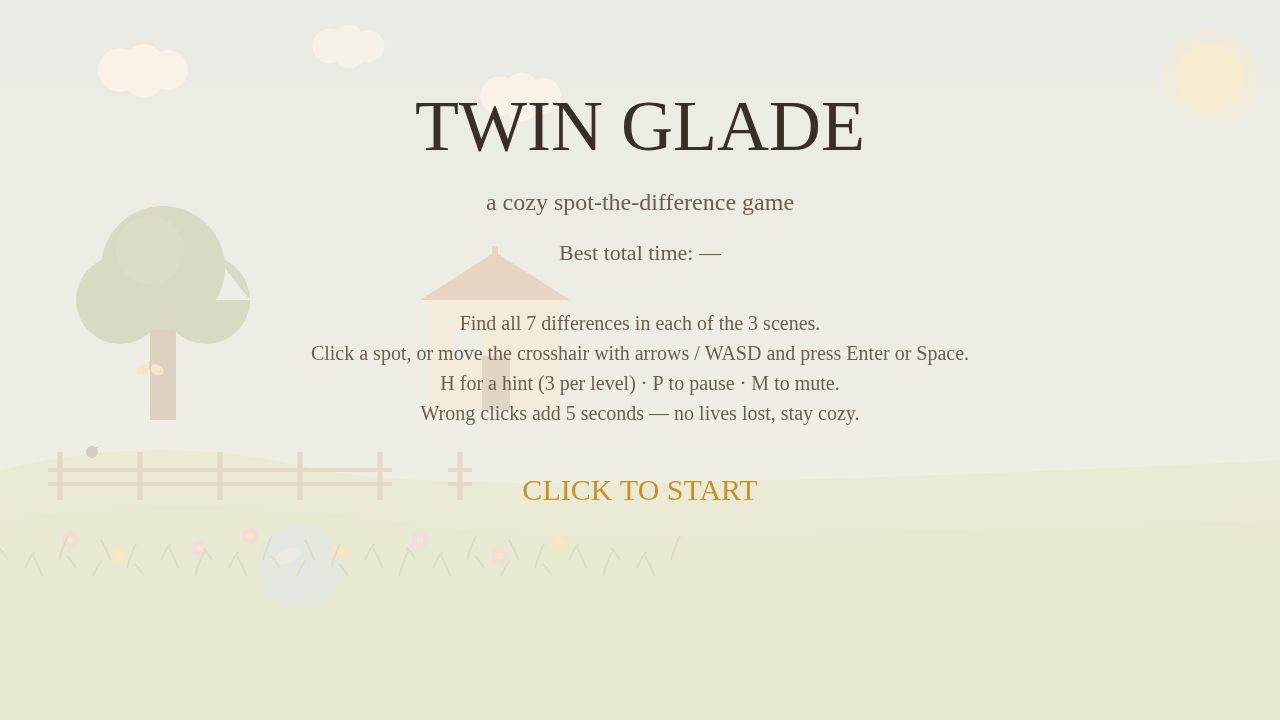 TWIN GLADE
a cozy spot-the-difference game
Best total time: —
Find all 7 differences in each of the 3 scenes.
Click a spot, or move the crosshair with arrows / WASD and press Enter or Space.
H for a hint (3 per level) · P to pause · M to mute.
Wrong clicks add 5 seconds — no lives lost, stay cozy.
CLICK TO START